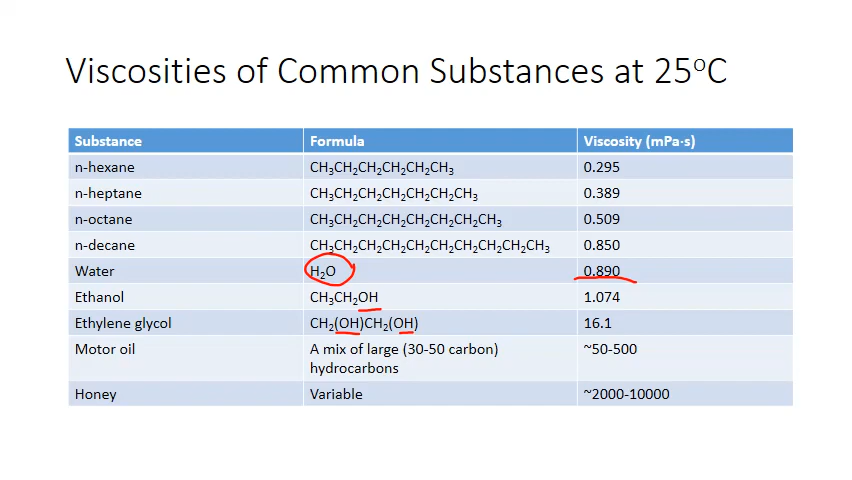 Viscosities of Common Substances at 25°C
Substance Formula Viscosity (mPa·s)
n-hexane CH₃CH₂CH₂CH₂CH₂CH₃ 0.295
n-heptane CH₃CH₂CH₂CH₂CH₂CH₂CH₃ 0.389
n-octane CH₃CH₂CH₂CH₂CH₂CH₂CH₂CH₃ 0.509
n-decane CH₃CH₂CH₂CH₂CH₂CH₂CH₂CH₂CH₂CH₃ 0.850
Water H₂O 0.890
Ethanol CH₃CH₂OH 1.074
Ethylene glycol CH₂(OH)CH₂(OH) 16.1
Motor oil A mix of large (30-50 carbon) ~50-500
hydrocarbons
Honey Variable ~2000-10000